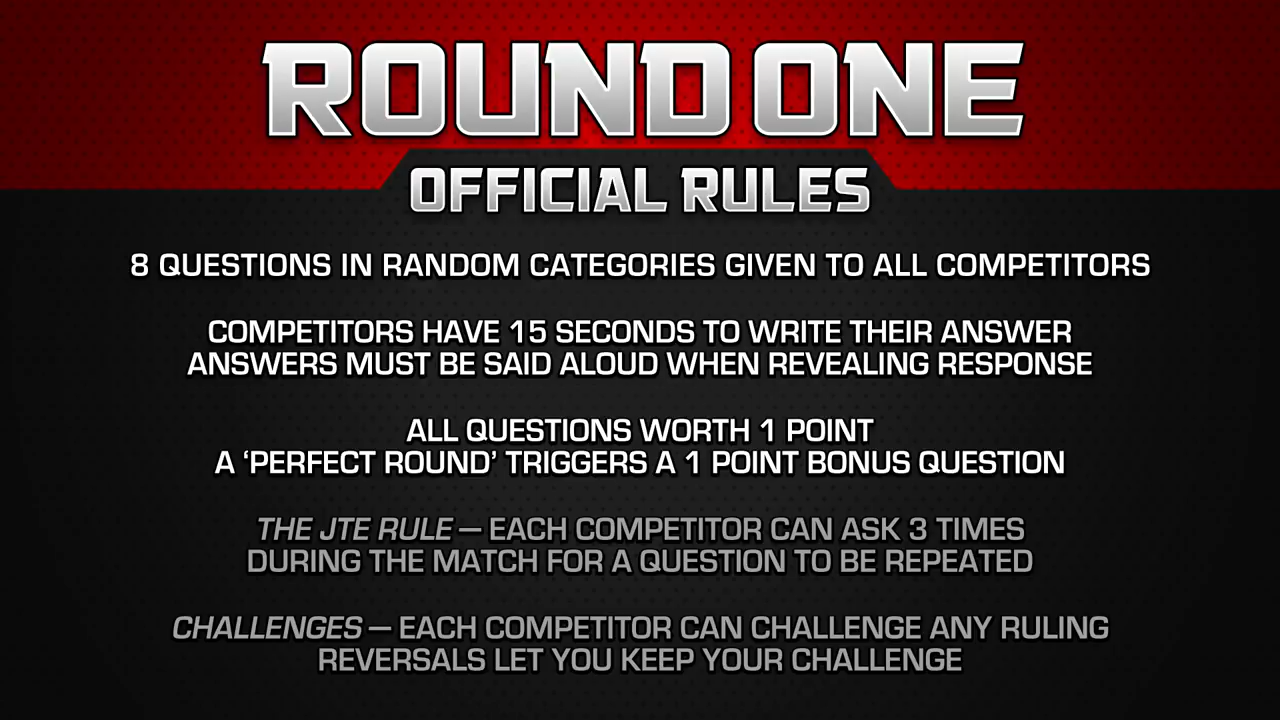 ROUND ONE
OFFICIAL RULES
8 QUESTIONS IN RANDOM CATEGORIES GIVEN TO ALL COMPETITORS
COMPETITORS HAVE 15 SECONDS TO WRITE THEIR ANSWER
ANSWERS MUST BE SAID ALOUD WHEN REVEALING RESPONSE
ALL QUESTIONS WORTH 1 POINT
A ‘PERFECT ROUND’ TRIGGERS A 1 POINT BONUS QUESTION
THE JTE RULE – EACH COMPETITOR CAN ASK 3 TIMES
DURING THE MATCH FOR A QUESTION TO BE REPEATED
CHALLENGES – EACH COMPETITOR CAN CHALLENGE ANY RULING
REVERSALS LET YOU KEEP YOUR CHALLENGE